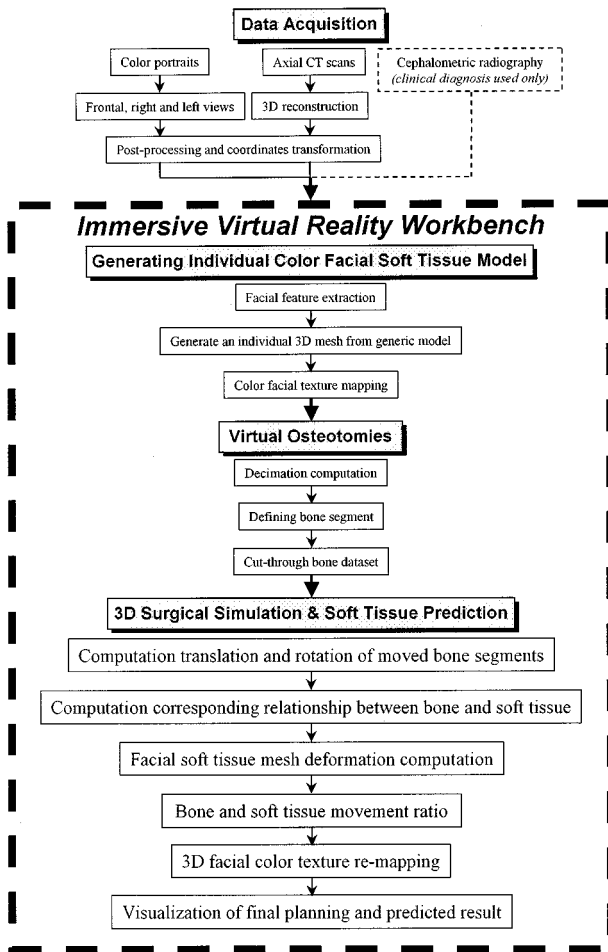 Data Acquisition
Color portraits
Axial CT scans
Cephalometric radiography
(clinical diagnosis used only)
Frontal, right and left views
3D reconstruction
Post-processing and coordinates transformation
Immersive Virtual Reality Workbench
Generating Individual Color Facial Soft Tissue Model
Facial feature extraction
Generate an individual 3D mesh from generic model
Color facial texture mapping
Virtual Osteotomies
Decimation computation
Defining bone segment
Cut-through bone dataset
3D Surgical Simulation & Soft Tissue Prediction
Computation translation and rotation of moved bone segments
Computation corresponding relationship between bone and soft tissue
Facial soft tissue mesh deformation computation
Bone and soft tissue movement ratio
3D facial color texture re-mapping
Visualization of final planning and predicted result